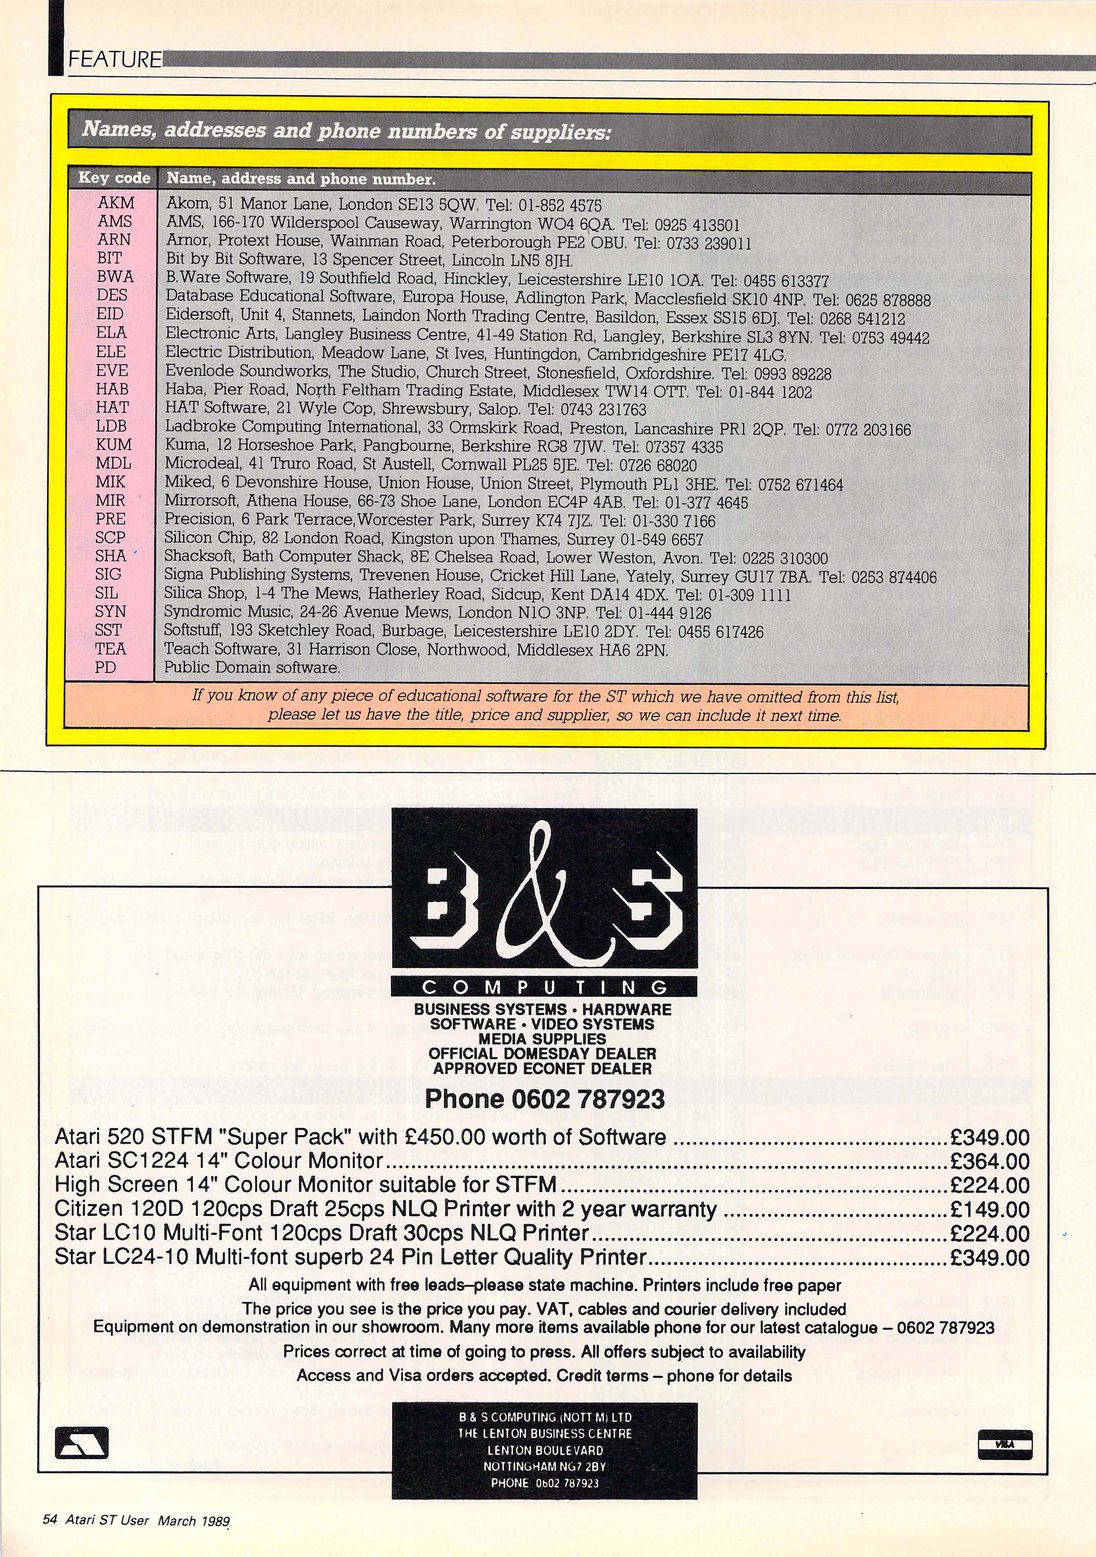 FEATURE
Names, addresses and phone numbers of suppliers:
Key code Name, address and phone number.
AKM Akom, 51 Manor Lane, London SE13 5QW. Tel: 01-852 4575
AMS AMS, 166-170 Wilderspool Causeway, Warrington WO4 6QA. Tel: 0925 413501
ARN Arnor, Protext House, Wainman Road, Peterborough PE2 OBU. Tel: 0733 239011
BIT Bit by Bit Software, 13 Spencer Street, Lincoln LN5 8JH.
BWA B.Ware Software, 19 Southfield Road, Hinckley, Leicestershire LE10 1OA. Tel: 0455 613377
DES Database Educational Software, Europa House, Adlington Park, Macclesfield SK10 4NP. Tel: 0625 878888
EID Eidersoft, Unit 4, Stannets, Laindon North Trading Centre, Basildon, Essex SS15 6DJ. Tel: 0268 541212
ELA Electronic Arts, Langley Business Centre, 41-49 Station Rd, Langley, Berkshire SL3 8YN. Tel: 0753 49442
ELE Electric Distribution, Meadow Lane, St Ives, Huntingdon, Cambridgeshire PE17 4LG.
EVE Evenlode Soundworks, The Studio, Church Street, Stonesfield, Oxfordshire. Tel: 0993 89228
HAB Haba, Pier Road, North Feltham Trading Estate, Middlesex TW14 OTT. Tel: 01-844 1202
HAT HAT Software, 21 Wyle Cop, Shrewsbury, Salop. Tel: 0743 231763
LDB Ladbroke Computing International, 33 Ormskirk Road, Preston, Lancashire PR1 2QP. Tel: 0772 203166
KUM Kuma, 12 Horseshoe Park, Pangbourne, Berkshire RG8 7JW. Tel: 07357 4335
MDL Microdeal, 41 Truro Road, St Austell, Cornwall PL25 5JE. Tel: 0726 68020
MIK Miked, 6 Devonshire House, Union House, Union Street, Plymouth PL1 3HE. Tel: 0752 671464
MIR Mirrorsoft, Athena House, 66-73 Shoe Lane, London EC4P 4AB. Tel: 01-377 4645
PRE Precision, 6 Park Terrace,Worcester Park, Surrey K74 7JZ. Tel: 01-330 7166
SCP Silicon Chip, 82 London Road, Kingston upon Thames, Surrey 01-549 6657
SHA Shacksoft, Bath Computer Shack, 8E Chelsea Road, Lower Weston, Avon. Tel: 0225 310300
SIG Signa Publishing Systems, Trevenen House, Cricket Hill Lane, Yately, Surrey GU17 7BA. Tel: 0253 874406
SIL Silica Shop, 1-4 The Mews, Hatherley Road, Sidcup, Kent DA14 4DX. Tel: 01-309 1111
SYN Syndromic Music, 24-26 Avenue Mews, London N1O 3NP. Tel: 01-444 9126
SST Softstuff, 193 Sketchley Road, Burbage, Leicestershire LE10 2DY. Tel: 0455 617426
TEA Teach Software, 31 Harrison Close, Northwood, Middlesex HA6 2PN.
PD Public Domain software.
If you know of any piece of educational software for the ST which we have omitted from this list,
please let us have the title, price and supplier, so we can include it next time.
B & S
COMPUTING
BUSINESS SYSTEMS • HARDWARE
SOFTWARE • VIDEO SYSTEMS
MEDIA SUPPLIES
OFFICIAL DOMESDAY DEALER
APPROVED ECONET DEALER
Phone 0602 787923
Atari 520 STFM "Super Pack" with £450.00 worth of Software ............ £349.00
Atari SC1224 14" Colour Monitor ............ £364.00
High Screen 14" Colour Monitor suitable for STFM ............ £224.00
Citizen 120D 120cps Draft 25cps NLQ Printer with 2 year warranty ............ £149.00
Star LC10 Multi-Font 120cps Draft 30cps NLQ Printer ............ £224.00
Star LC24-10 Multi-font superb 24 Pin Letter Quality Printer ............ £349.00
All equipment with free leads–please state machine. Printers include free paper
The price you see is the price you pay. VAT, cables and courier delivery included
Equipment on demonstration in our showroom. Many more items available phone for our latest catalogue – 0602 787923
Prices correct at time of going to press. All offers subject to availability
Access and Visa orders accepted. Credit terms – phone for details
B & S COMPUTING (NOTT M) LTD
THE LENTON BUSINESS CENTRE
LENTON BOULEVARD
NOTTINGHAM NG7 2BY
PHONE 0602 787923
VISA
54 Atari ST User March 1989